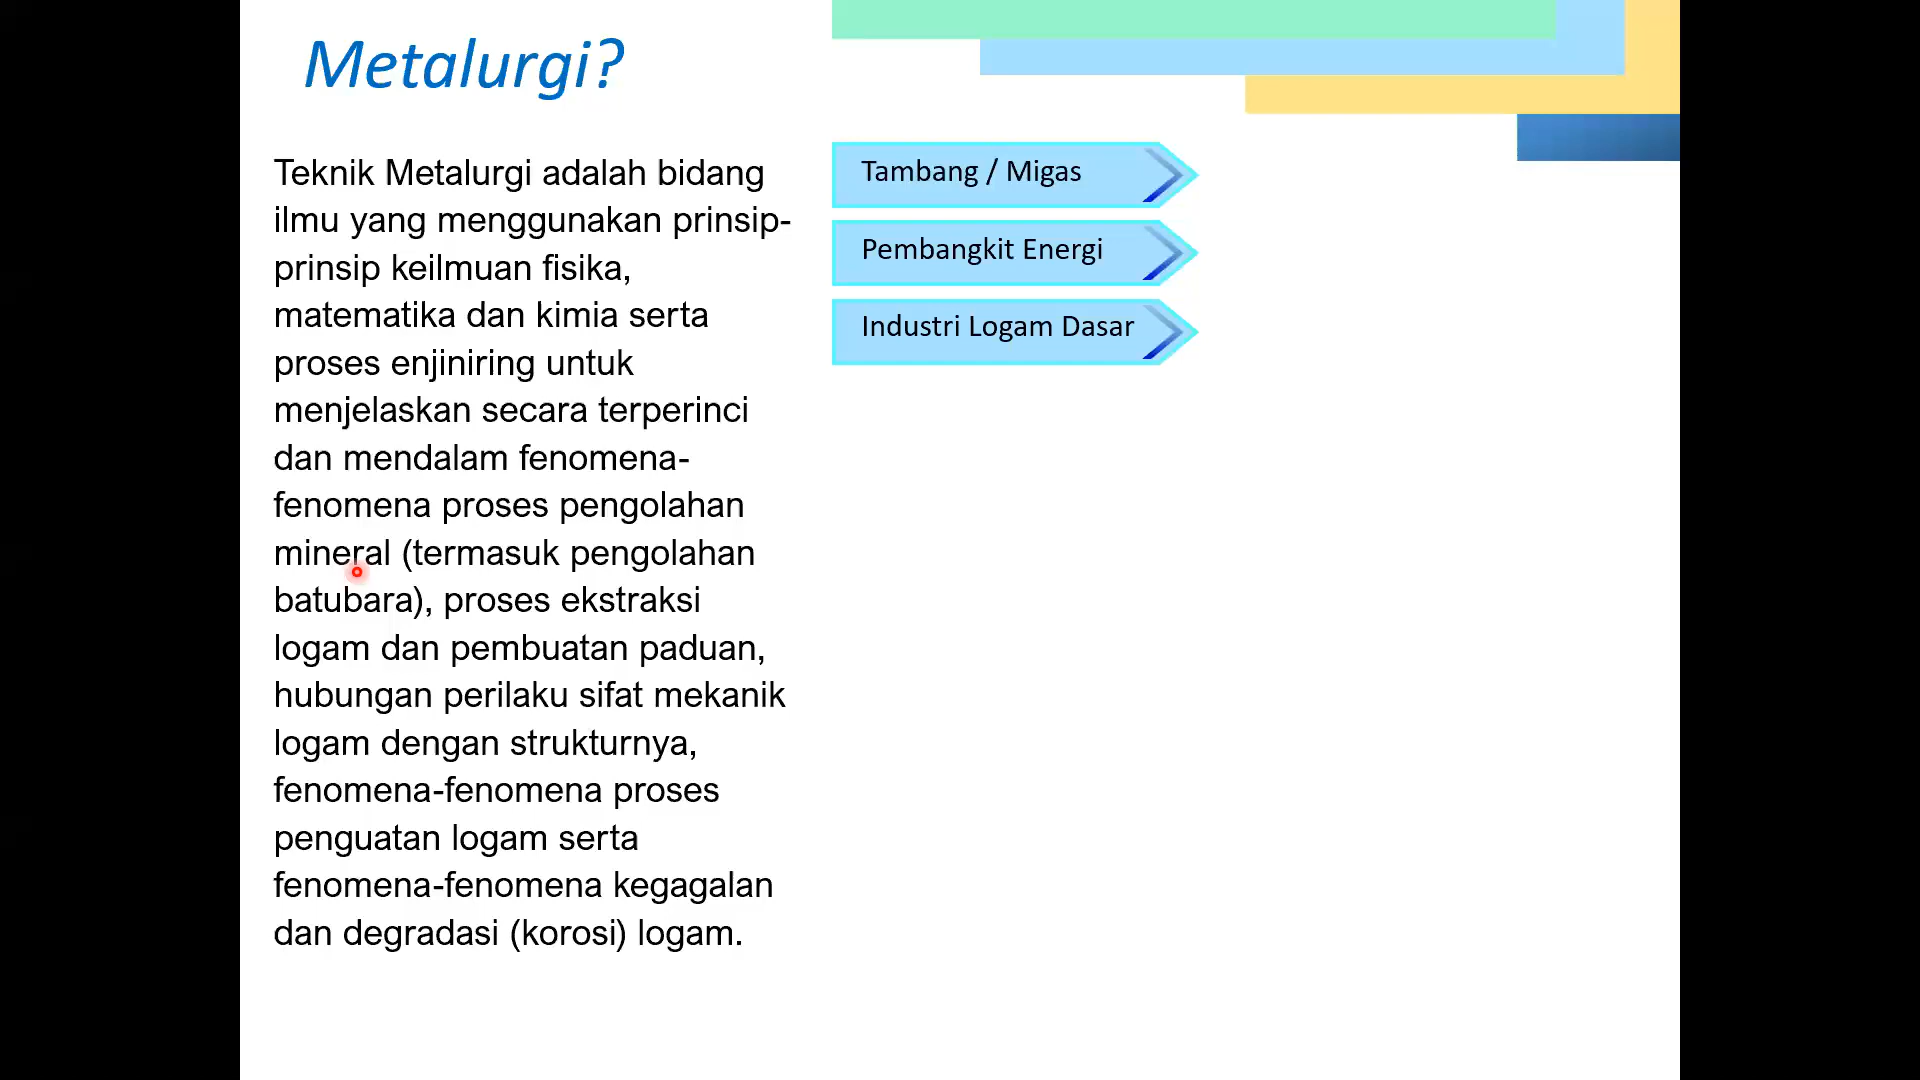 Metalurgi?
Teknik Metalurgi adalah bidang
ilmu yang menggunakan prinsip-
prinsip keilmuan fisika,
matematika dan kimia serta
proses enjiniring untuk
menjelaskan secara terperinci
dan mendalam fenomena-
fenomena proses pengolahan
mineral (termasuk pengolahan
batubara), proses ekstraksi
logam dan pembuatan paduan,
hubungan perilaku sifat mekanik
logam dengan strukturnya,
fenomena-fenomena proses
penguatan logam serta
fenomena-fenomena kegagalan
dan degradasi (korosi) logam.
Tambang / Migas
Pembangkit Energi
Industri Logam Dasar